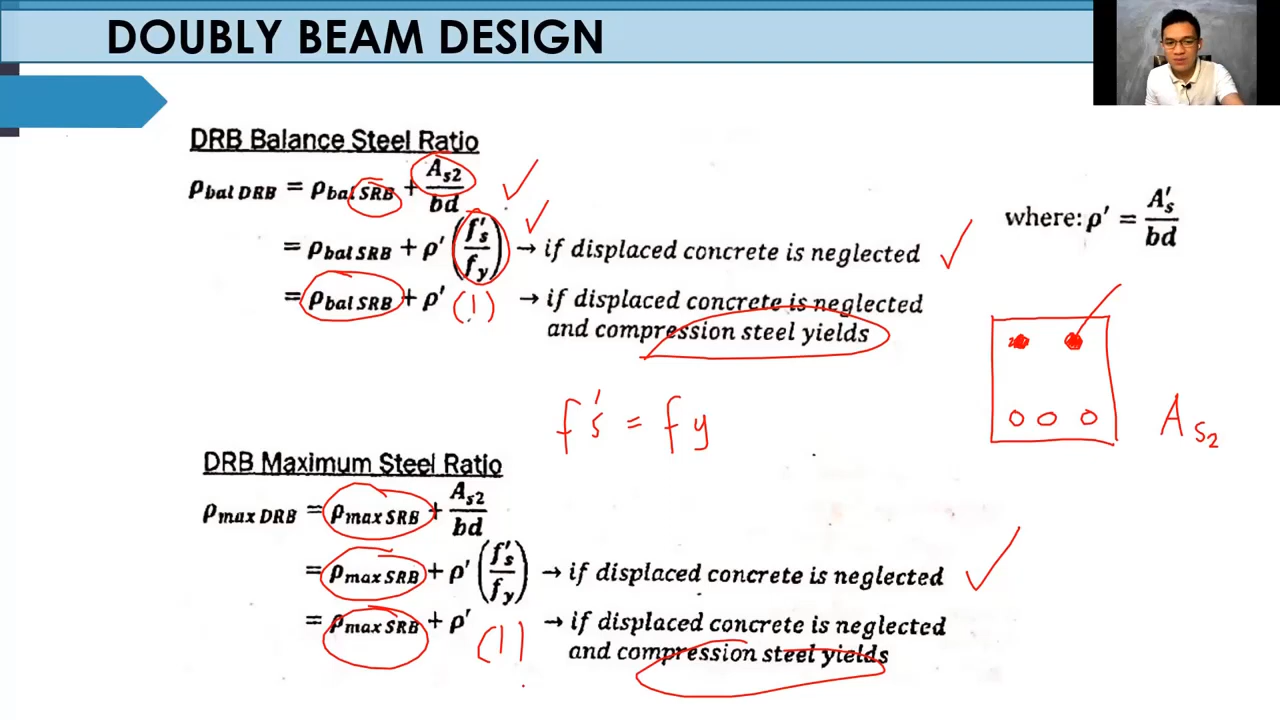 DOUBLY BEAM DESIGN
DRB Balance Steel Ratio
ρbal DRB = ρbal SRB + As2/bd
= ρbal SRB + ρ' (f's/fy) → if displaced concrete is neglected
= ρbal SRB + ρ' (1) → if displaced concrete is neglected
and compression steel yields
where: ρ' = A's/bd
f's = fy
As2
DRB Maximum Steel Ratio
ρmax DRB = ρmax SRB + As2/bd
= ρmax SRB + ρ' (f's/fy) → if displaced concrete is neglected
= ρmax SRB + ρ' (1) → if displaced concrete is neglected
and compression steel yields